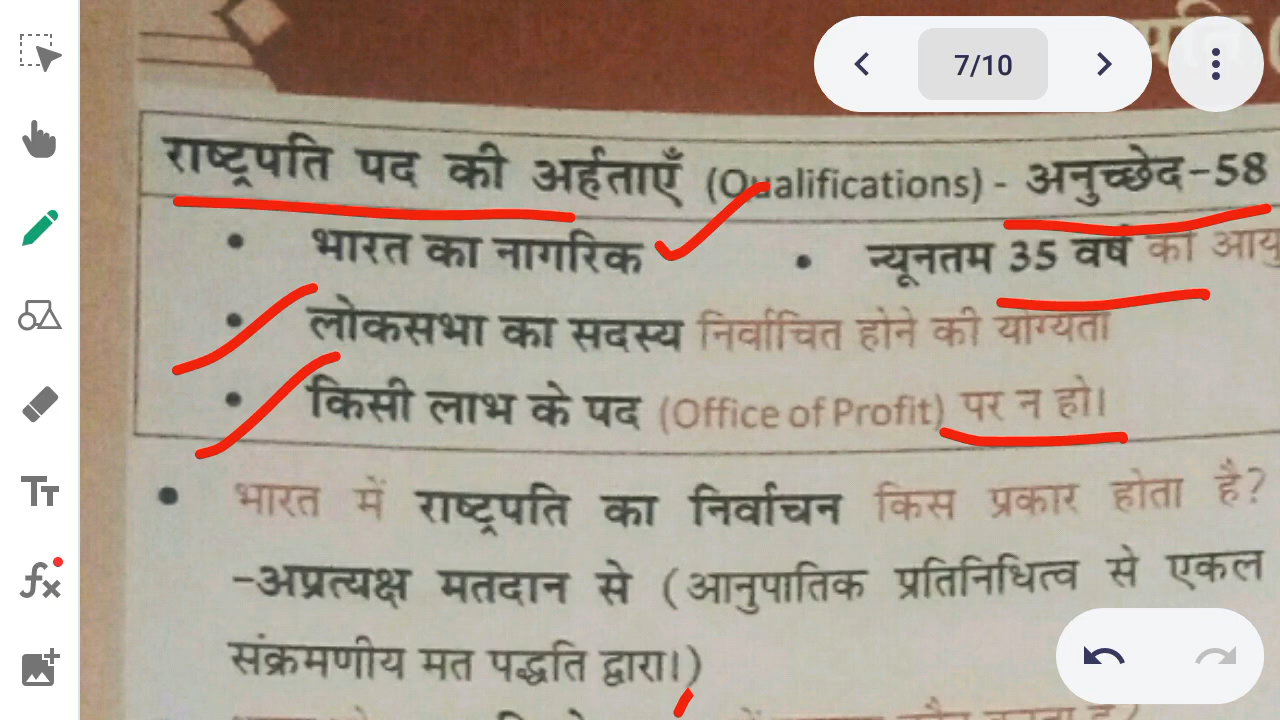 7/10
राष्ट्रपति पद की अर्हताएँ (Qualifications) - अनुच्छेद-58
• भारत का नागरिक • न्यूनतम 35 वर्ष की आयु
• लोकसभा का सदस्य निर्वाचित होने की योग्यता
• किसी लाभ के पद (Office of Profit) पर न हो।
• भारत में राष्ट्रपति का निर्वाचन किस प्रकार होता है?
-अप्रत्यक्ष मतदान से (आनुपातिक प्रतिनिधित्व से एकल
संक्रमणीय मत पद्धति द्वारा।)